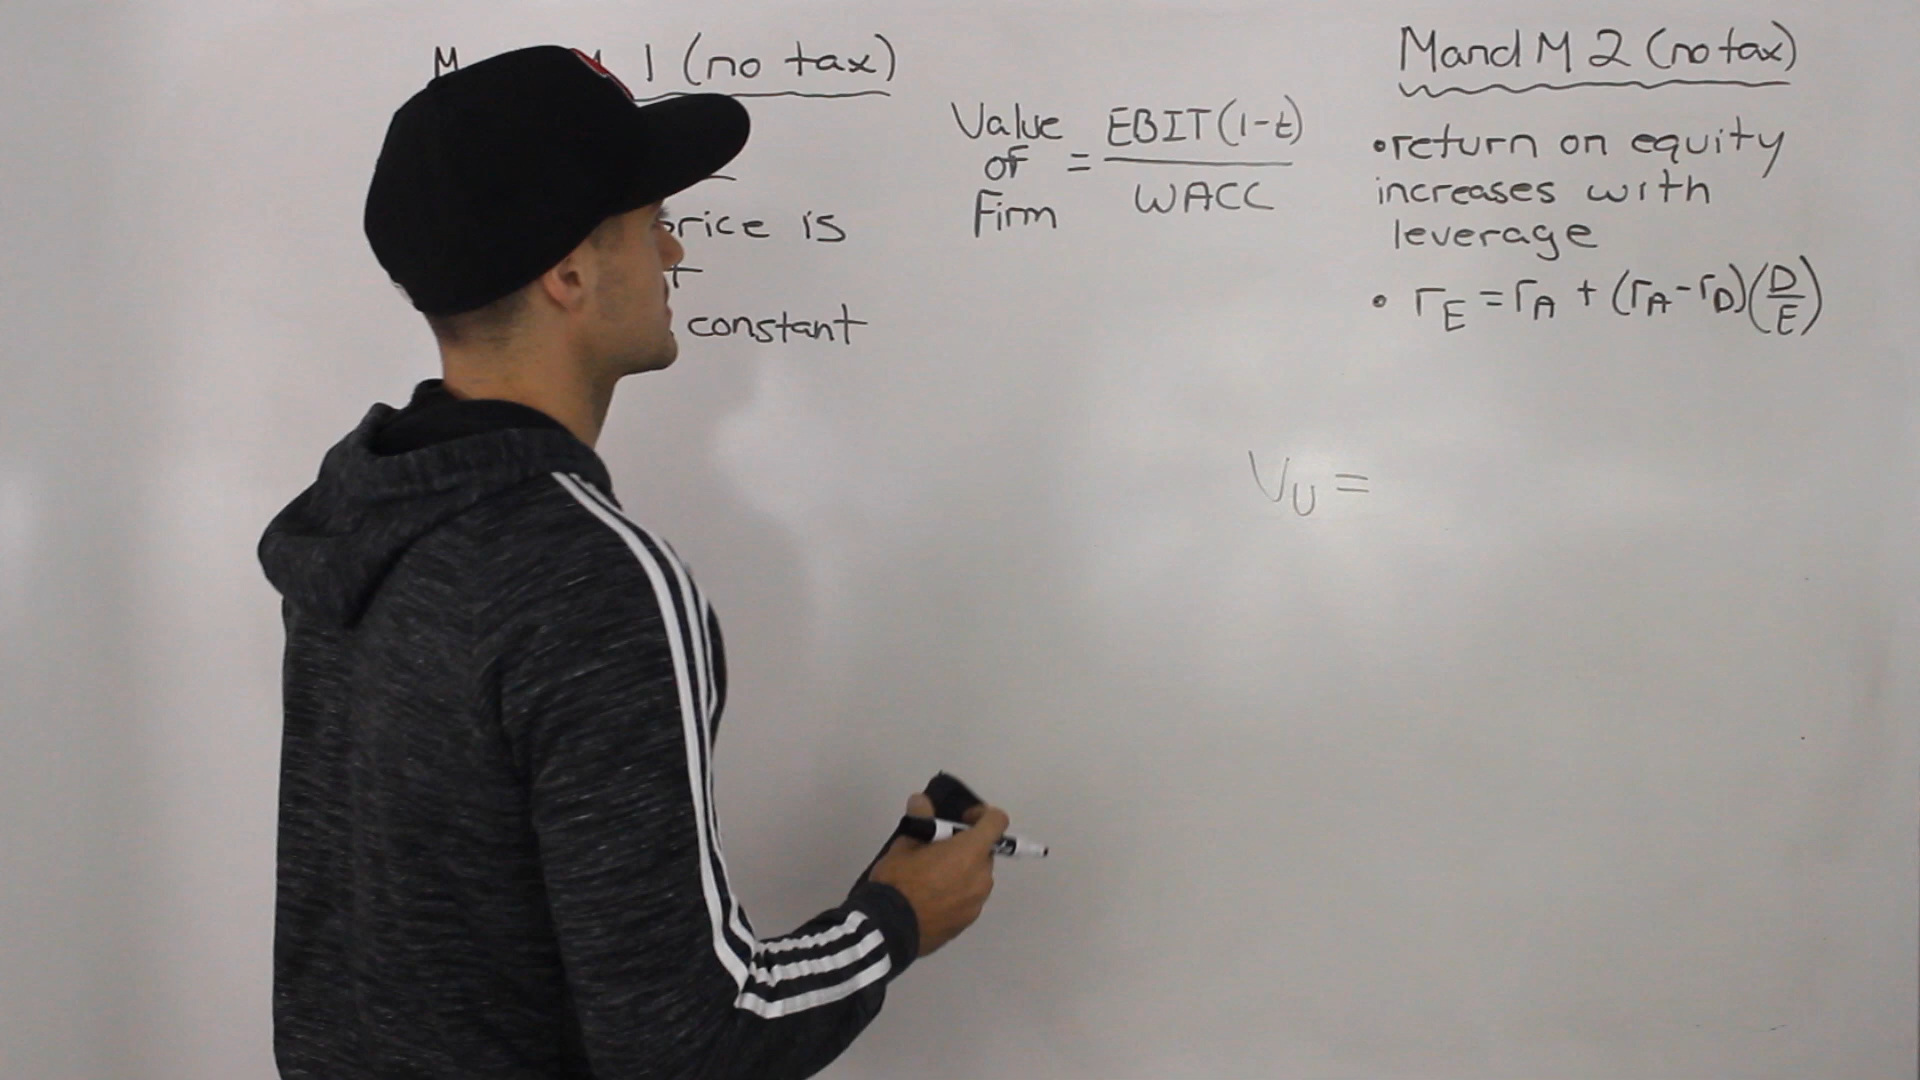 M 1 (no tax)
price is
constant
Value of Firm = EBIT(1-t) / WACC
M and M 2 (no tax)
•return on equity
increases with
leverage
• rE = rA + (rA-rD)(D/E)
VU =